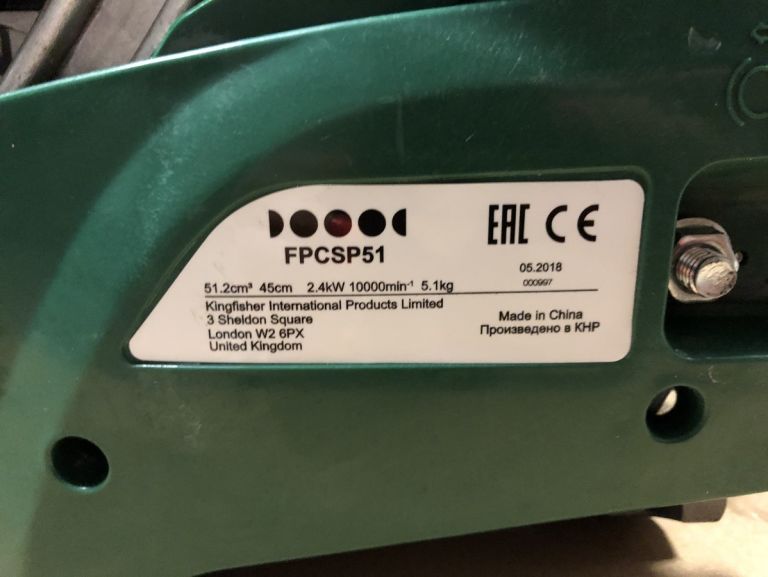 FPCSP51
EAC CE
51.2cm³ 45cm 2.4kW 10000min⁻¹ 5.1kg
05.2018
000997
Kingfisher International Products Limited
3 Sheldon Square
London W2 6PX
United Kingdom
Made in China
Произведено в КНР